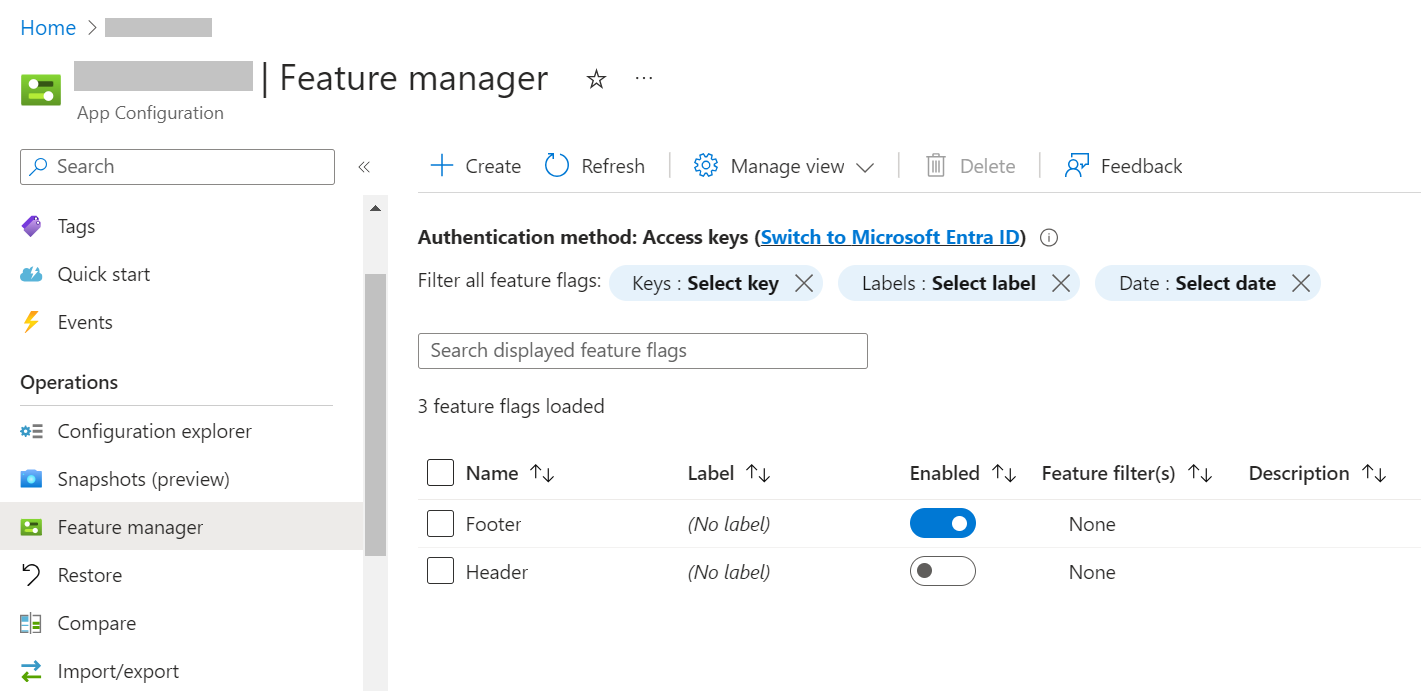 Home >
| Feature manager ...
App Configuration
Search «
Tags
Quick start
Events
Operations
Configuration explorer
Snapshots (preview)
Feature manager
Restore
Compare
Import/export
Create Refresh Manage view Delete Feedback
Authentication method: Access keys (Switch to Microsoft Entra ID)
Filter all feature flags: Keys : Select key Labels : Select label Date : Select date
Search displayed feature flags
3 feature flags loaded
Name Label Enabled Feature filter(s) Description
Footer (No label) None
Header (No label) None